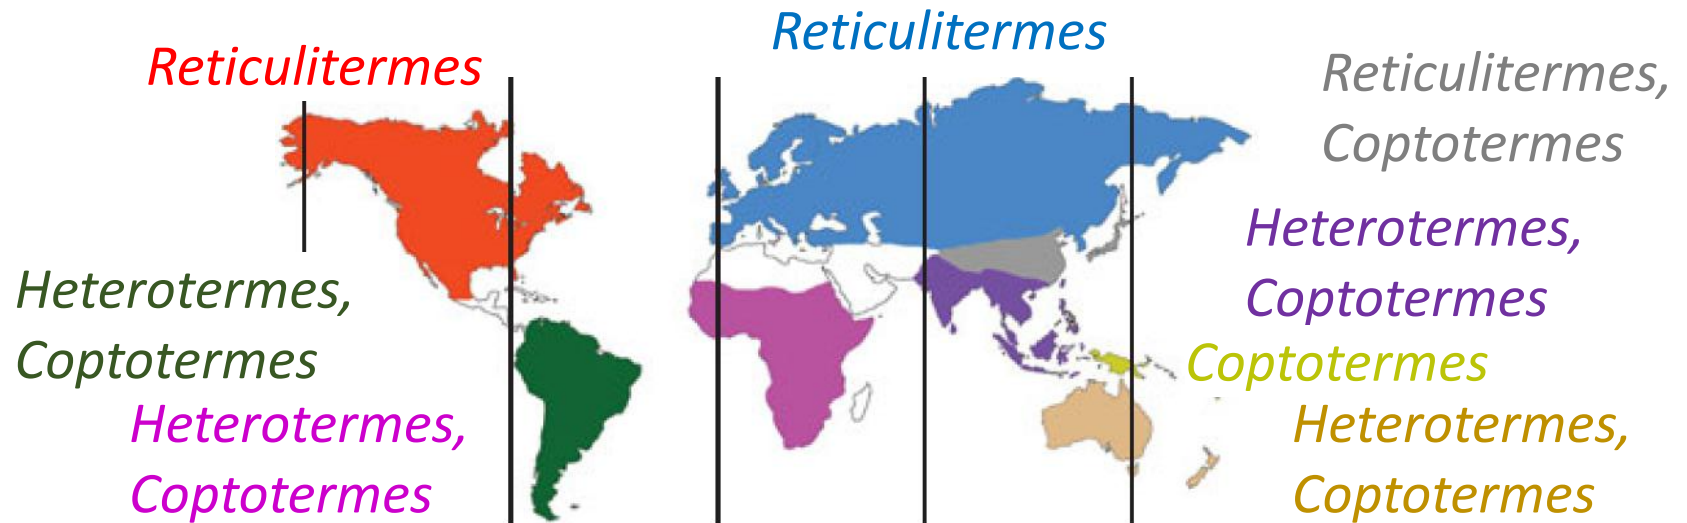 Reticulitermes
Reticulitermes
Reticulitermes,
Coptotermes
Heterotermes,
Coptotermes
Heterotermes,
Coptotermes
Coptotermes
Heterotermes,
Coptotermes
Heterotermes,
Coptotermes